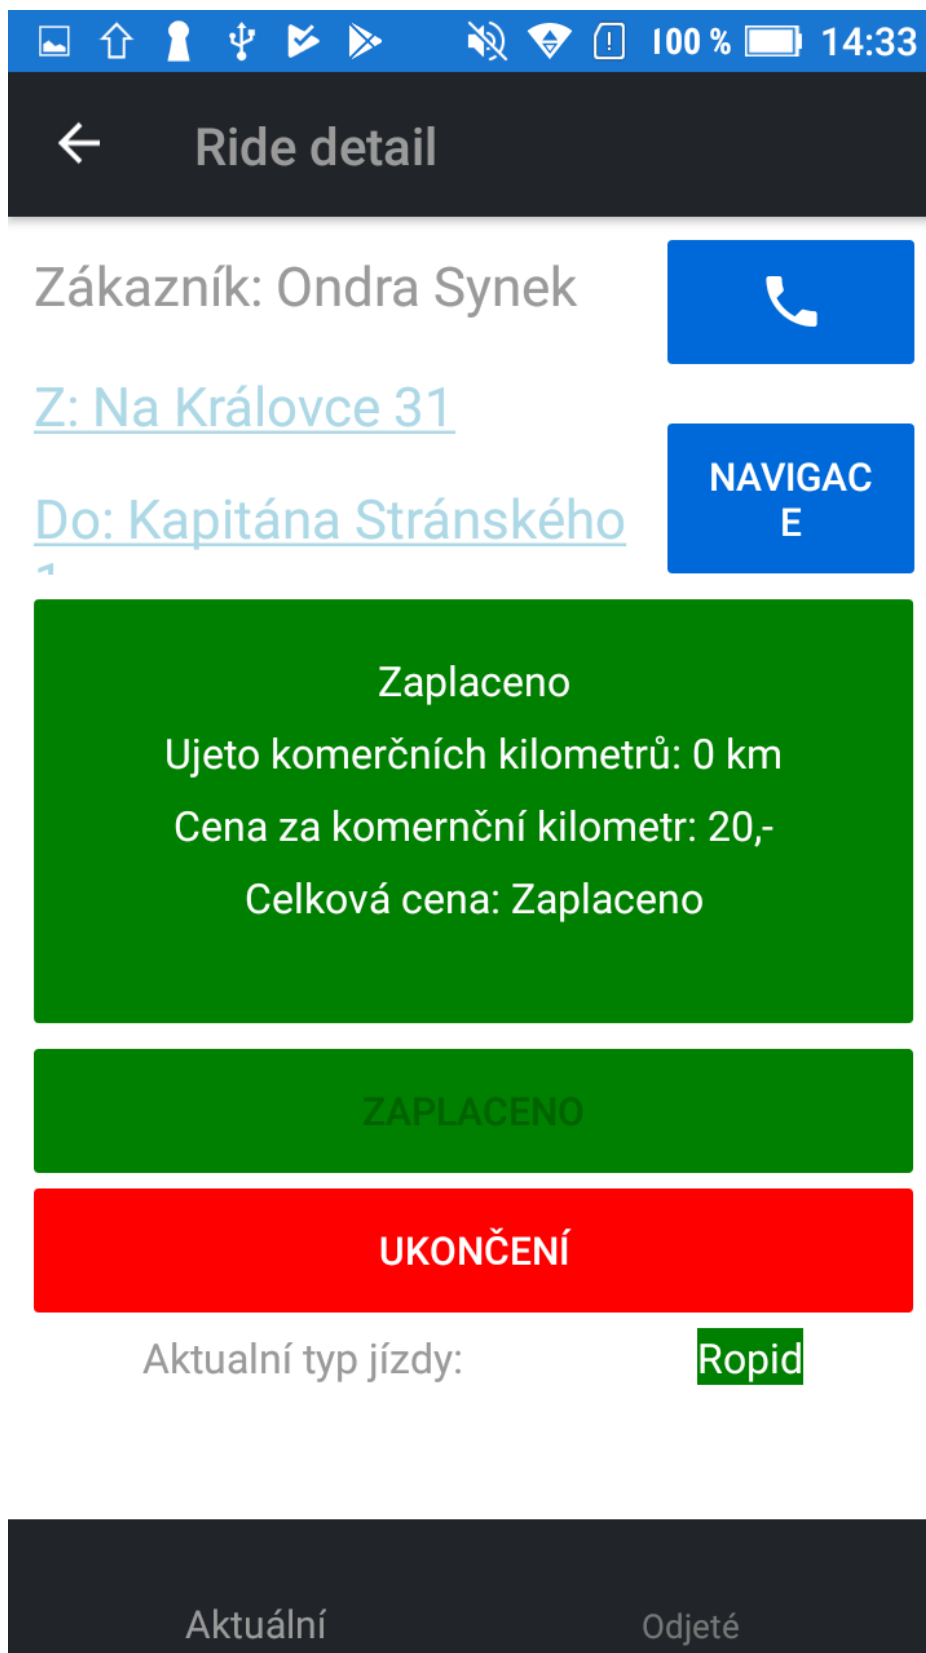 100 % 14:33
Ride detail
Zákazník: Ondra Synek
Z: Na Královce 31
Do: Kapitána Stránského
NAVIGAC
E
Zaplaceno
Ujeto komerčních kilometrů: 0 km
Cena za komernční kilometr: 20,-
Celková cena: Zaplaceno
ZAPLACENO
UKONČENÍ
Aktualní typ jízdy: Ropid
Aktuální Odjeté